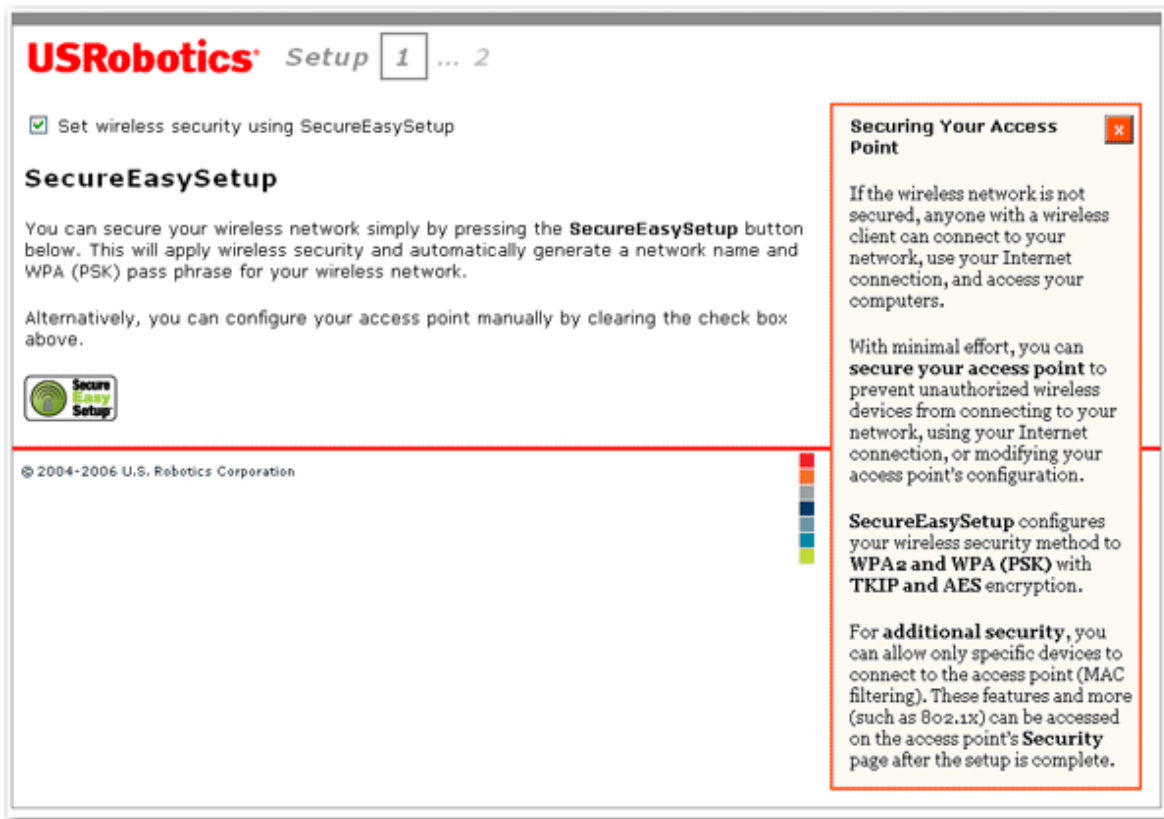 USRobotics® Setup 1 ... 2
Set wireless security using SecureEasySetup
SecureEasySetup
You can secure your wireless network simply by pressing the SecureEasySetup button
below. This will apply wireless security and automatically generate a network name and
WPA (PSK) pass phrase for your wireless network.
Alternatively, you can configure your access point manually by clearing the check box
above.
Secure
Easy
Setup
© 2004-2006 U.S. Robotics Corporation
Securing Your Access
Point
x
If the wireless network is not
secured, anyone with a wireless
client can connect to your
network, use your Internet
connection, and access your
computers.
With minimal effort, you can
secure your access point to
prevent unauthorized wireless
devices from connecting to your
network, using your Internet
connection, or modifying your
access point's configuration.
SecureEasySetup configures
your wireless security method to
WPA2 and WPA (PSK) with
TKIP and AES encryption.
For additional security, you
can allow only specific devices to
connect to the access point (MAC
filtering). These features and more
(such as 802.1x) can be accessed
on the access point's Security
page after the setup is complete.